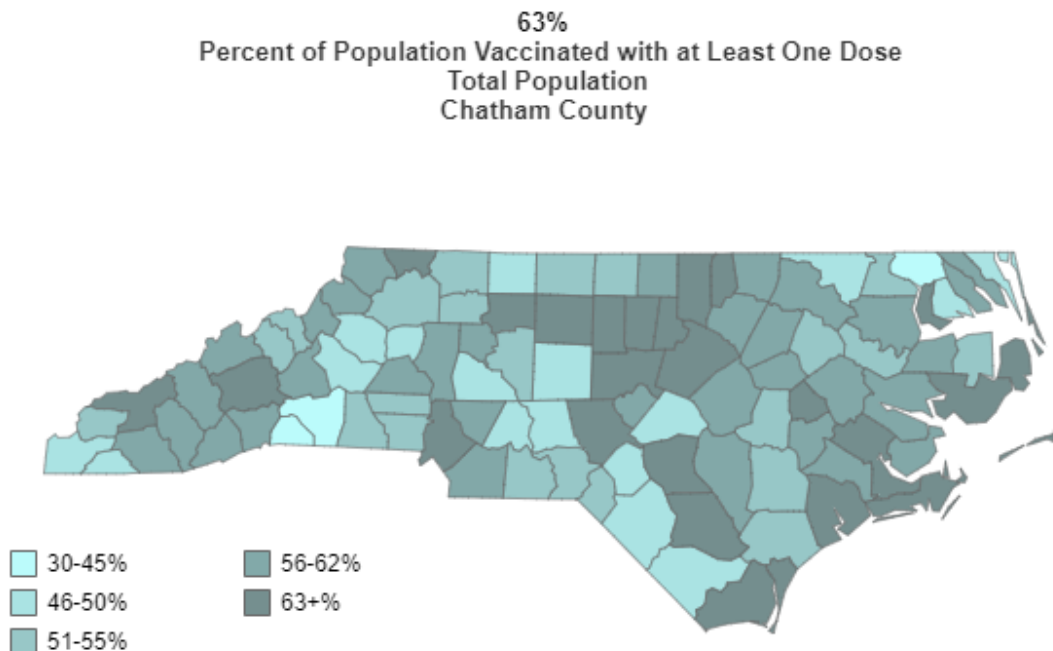 63%
Percent of Population Vaccinated with at Least One Dose
Total Population
Chatham County
30-45%
46-50%
51-55%
56-62%
63+%